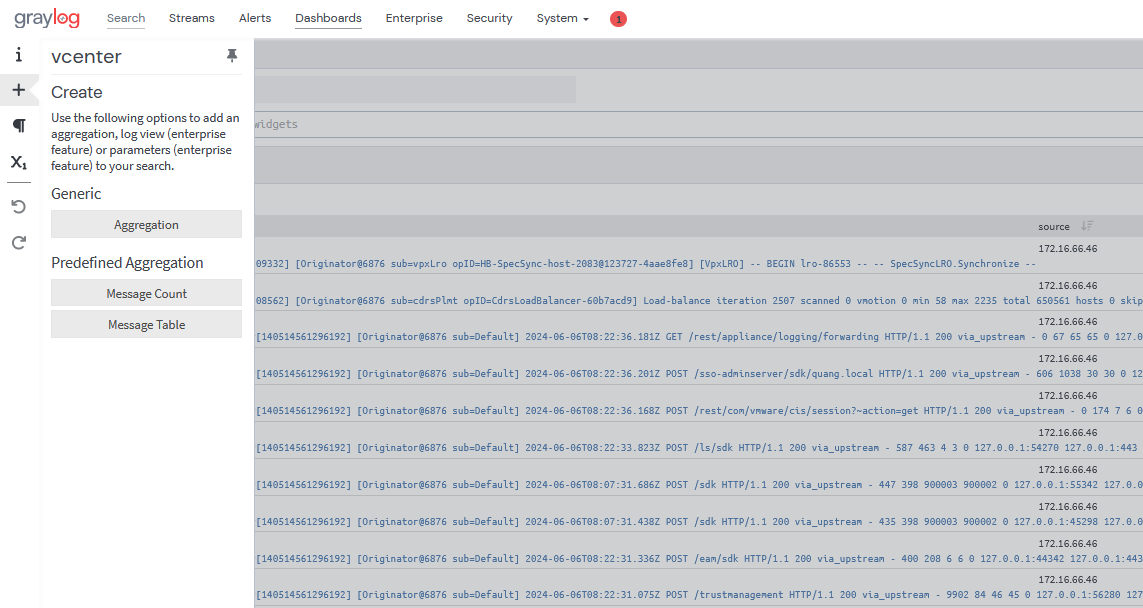 graylog Search Streams Alerts Dashboards Enterprise Security System 1
vcenter
Create
Use the following options to add an
aggregation, log view (enterprise
feature) or parameters (enterprise
feature) to your search.
Generic
Aggregation
Predefined Aggregation
Message Count
Message Table
widgets
source
172.16.66.46
09332] [Originator@6876 sub=vpxLro opID=HB-SpecSync-host-2083@123727-4aae8fe8] [VpxLRO] -- BEGIN lro-86553 -- -- SpecSyncLRO.Synchronize --
172.16.66.46
08562] [Originator@6876 sub=cdrsPlmt opID=CdrsLoadBalancer-60b7acd9] Load-balance iteration 2507 scanned 0 vmotion 0 min 58 max 2235 total 650561 hosts 0 skip
172.16.66.46
[140514561296192] [Originator@6876 sub=Default] 2024-06-06T08:22:36.181Z GET /rest/appliance/logging/forwarding HTTP/1.1 200 via_upstream - 0 67 65 65 0 127.0
172.16.66.46
[140514561296192] [Originator@6876 sub=Default] 2024-06-06T08:22:36.201Z POST /sso-adminserver/sdk/quang.local HTTP/1.1 200 via_upstream - 606 1038 30 30 0 12
172.16.66.46
[140514561296192] [Originator@6876 sub=Default] 2024-06-06T08:22:36.168Z POST /rest/com/vmware/cis/session?~action=get HTTP/1.1 200 via_upstream - 0 174 7 6 0
172.16.66.46
[140514561296192] [Originator@6876 sub=Default] 2024-06-06T08:22:33.823Z POST /ls/sdk HTTP/1.1 200 via_upstream - 587 463 4 3 0 127.0.0.1:54270 127.0.0.1:443
172.16.66.46
[140514561296192] [Originator@6876 sub=Default] 2024-06-06T08:07:31.686Z POST /sdk HTTP/1.1 200 via_upstream - 447 398 900003 900002 0 127.0.0.1:55342 127.0.0
172.16.66.46
[140514561296192] [Originator@6876 sub=Default] 2024-06-06T08:07:31.438Z POST /sdk HTTP/1.1 200 via_upstream - 435 398 900003 900002 0 127.0.0.1:45298 127.0.0
172.16.66.46
[140514561296192] [Originator@6876 sub=Default] 2024-06-06T08:22:31.336Z POST /eam/sdk HTTP/1.1 200 via_upstream - 400 208 6 6 0 127.0.0.1:44342 127.0.0.1:443
172.16.66.46
[140514561296192] [Originator@6876 sub=Default] 2024-06-06T08:22:31.075Z POST /trustmanagement HTTP/1.1 200 via_upstream - 9902 84 46 45 0 127.0.0.1:56280 127